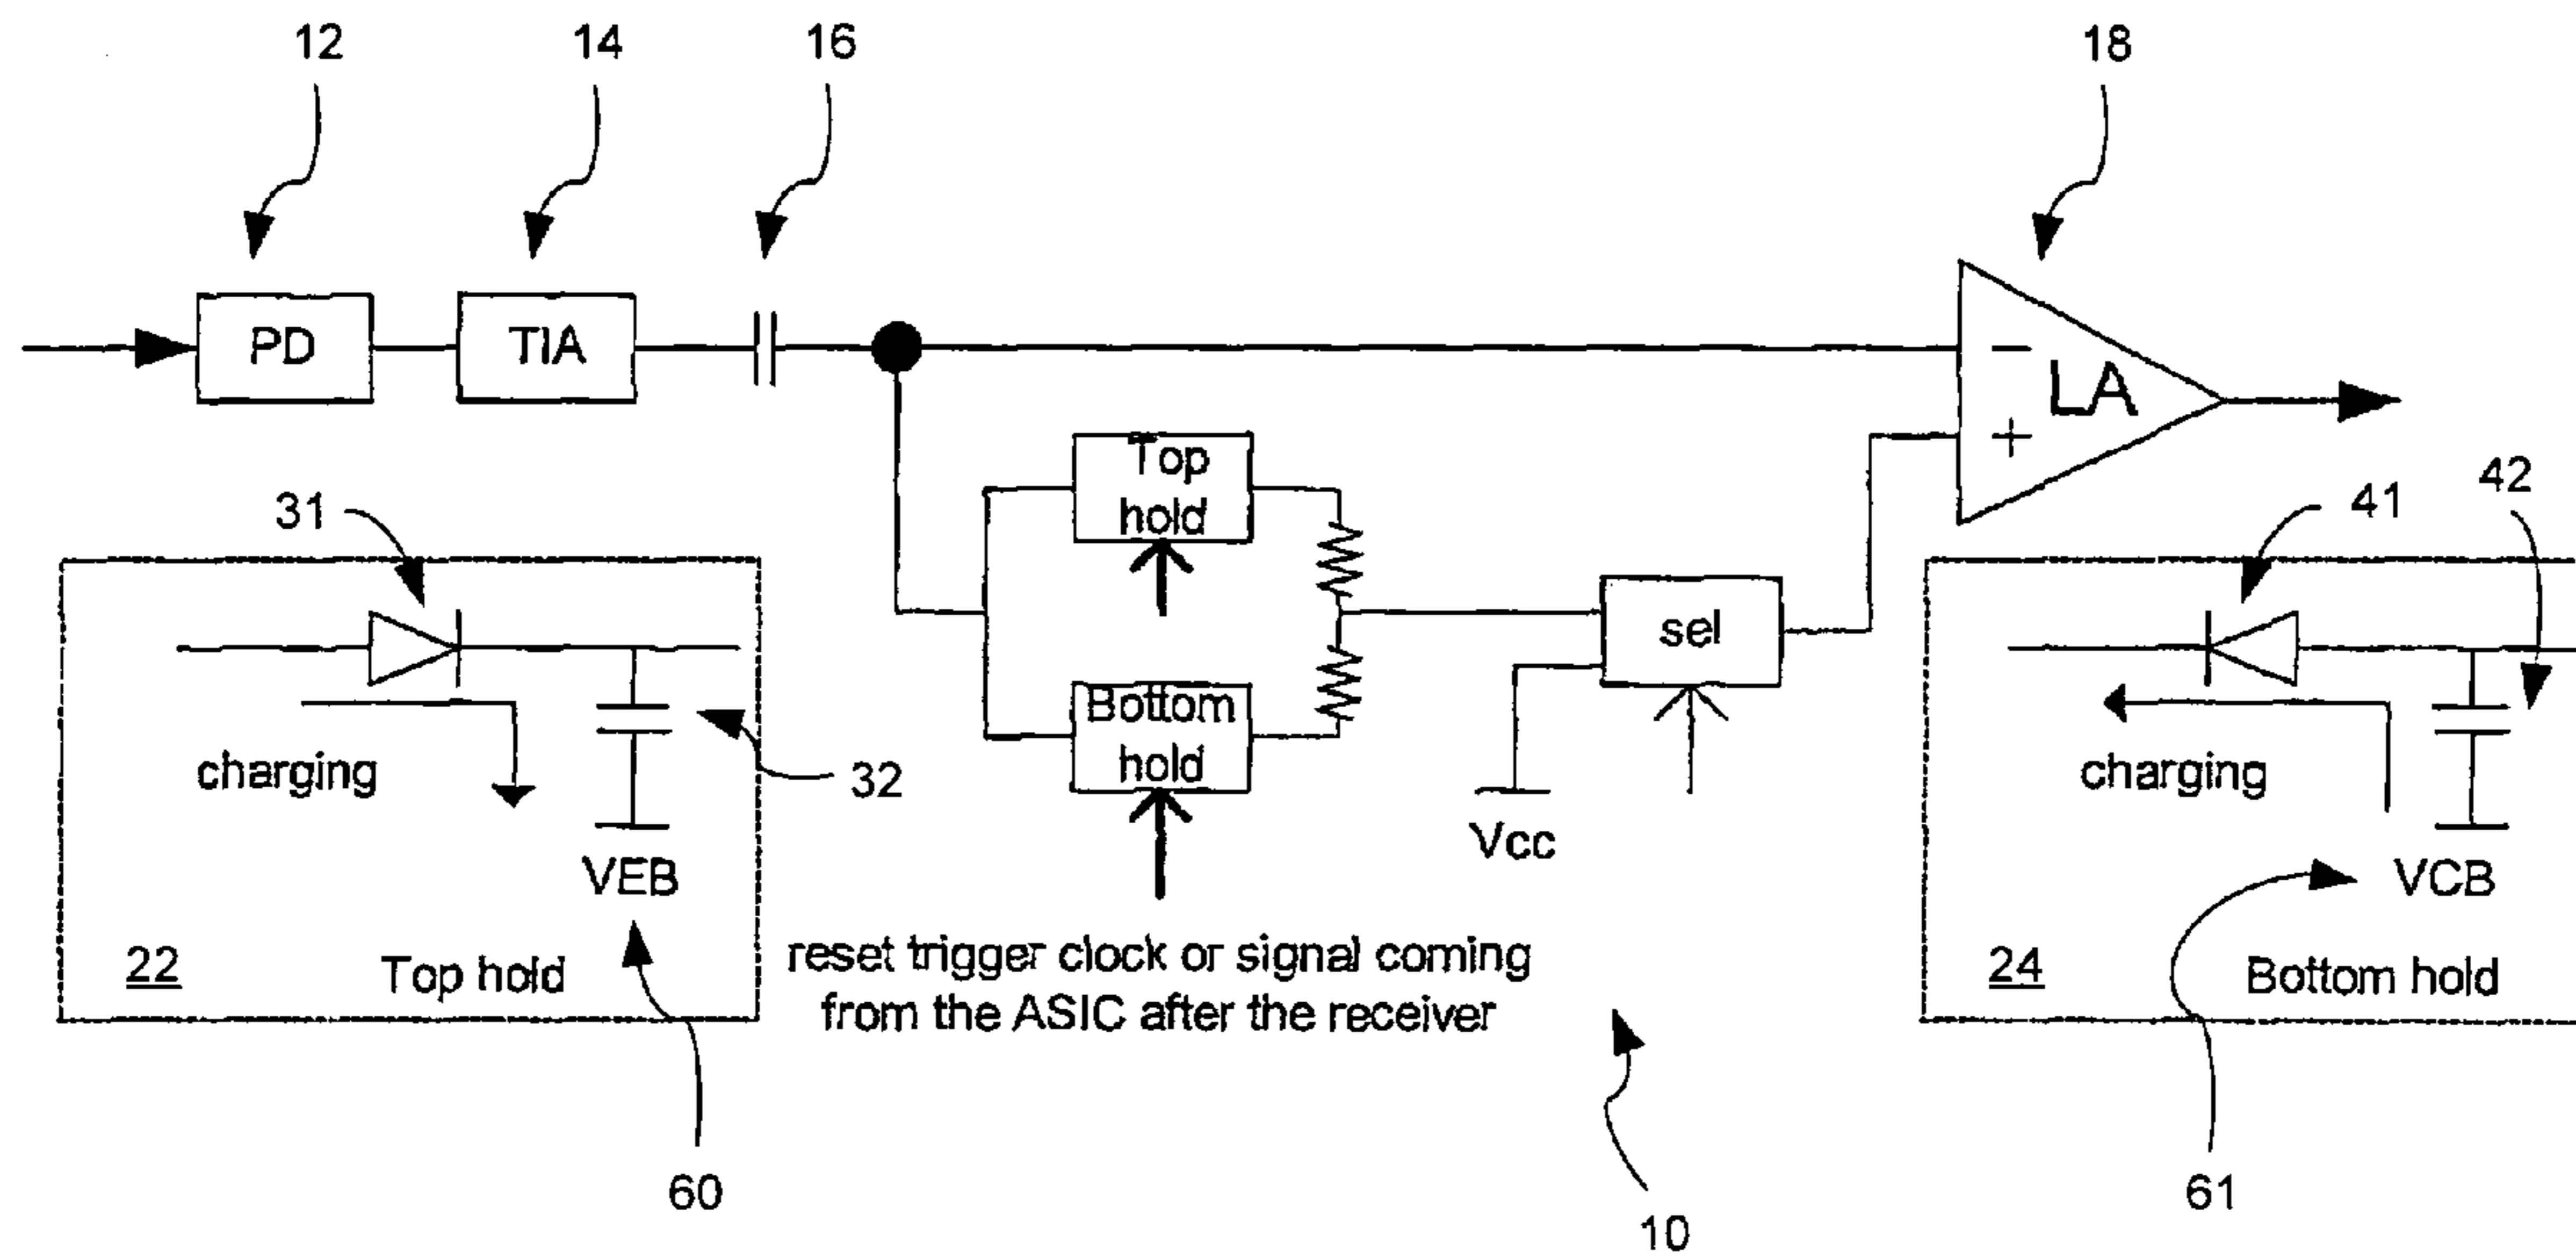 12
14
16
18
PD
TIA
LA
−
+
Top
hold
42
31
41
sel
Bottom
hold
charging
32
charging
Vcc
VEB
VCB
reset trigger clock or signal coming
from the ASIC after the receiver
22
Top hold
24
Bottom hold
60
61
10